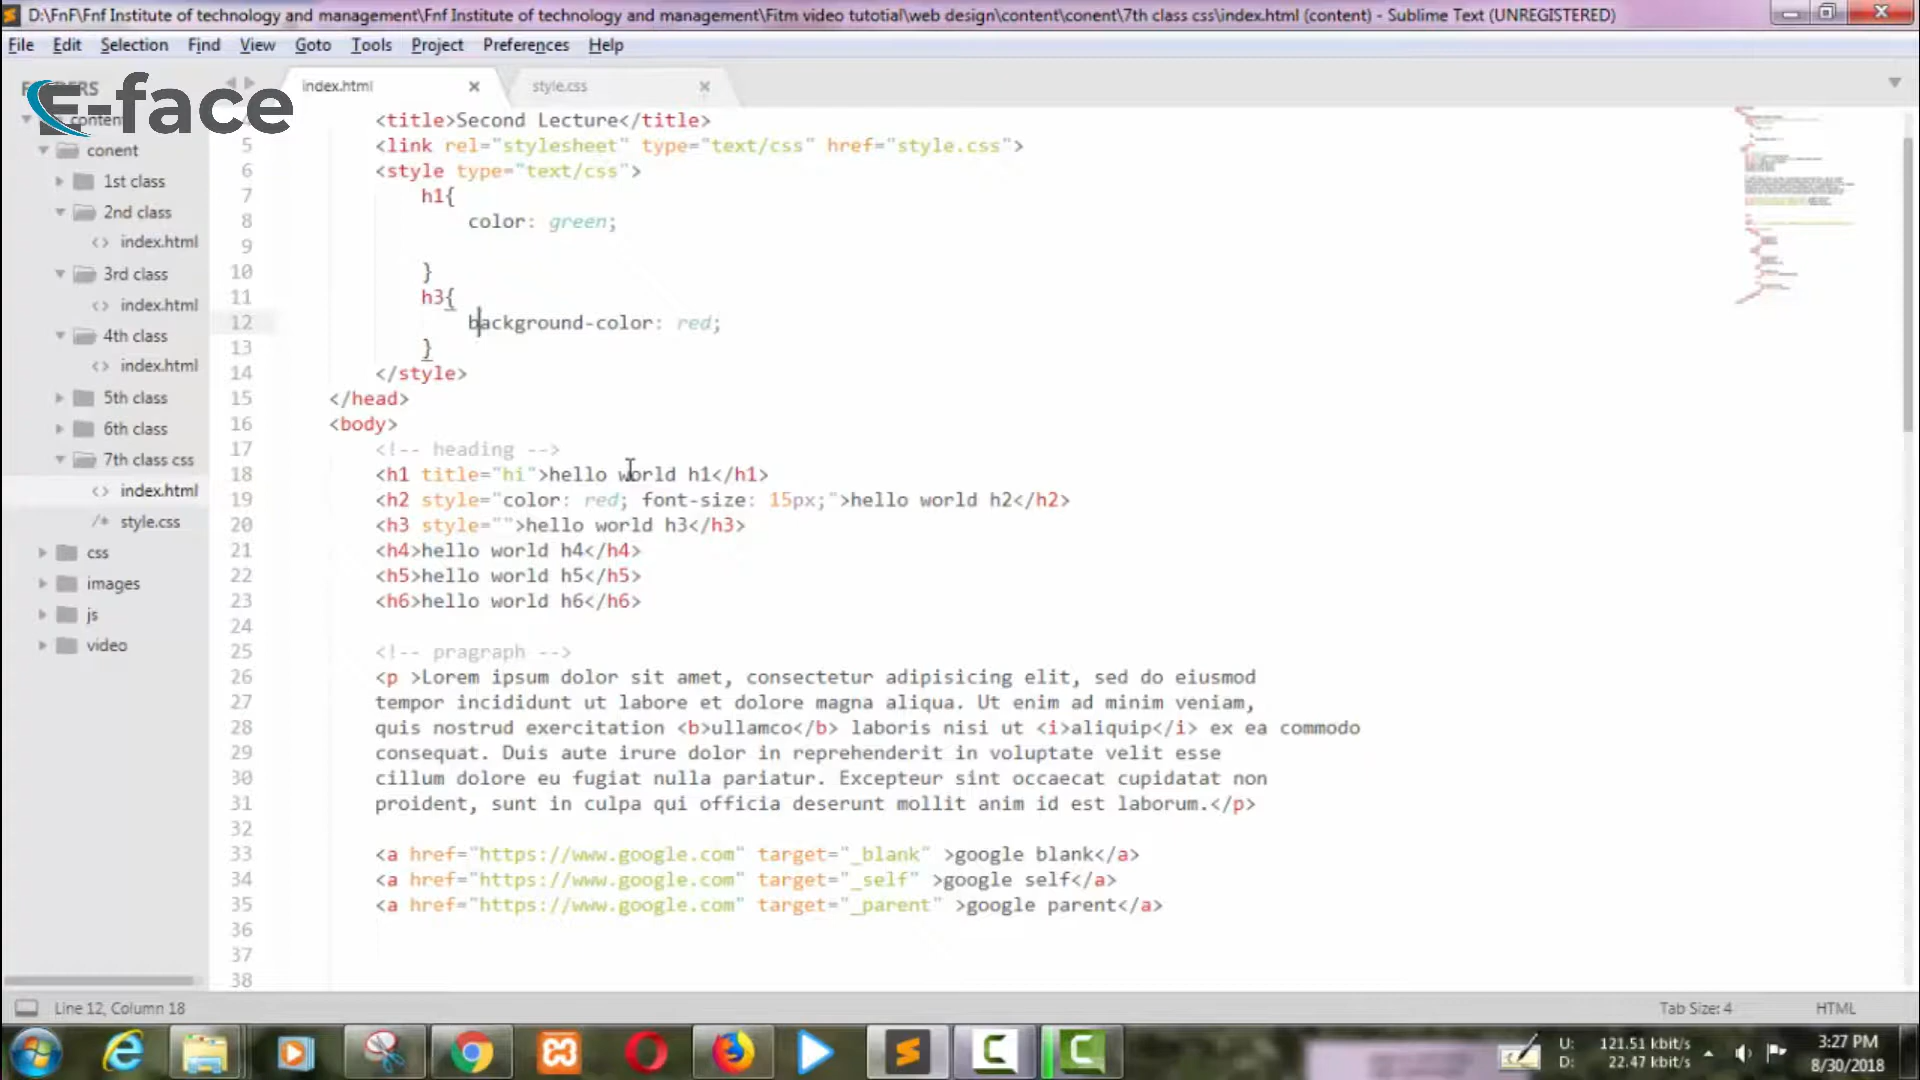 D:\FnF\Fnf Institute of technology and management\Fnf Institute of technology and management\Fitm video tutotial\web design\content\conent\7th class css\index.html (content) - Sublime Text (UNREGISTERED)
File Edit Selection Find View Goto Tools Project Preferences Help
E-face
index.html
style.css
content
conent
1st class
2nd class
index.html
3rd class
index.html
4th class
index.html
5th class
6th class
7th class css
index.html
style.css
css
images
js
video
4 <title>Second Lecture</title>
5 <link rel="stylesheet" type="text/css" href="style.css">
6 <style type="text/css">
7 h1{
8 color: green;
9
10 }
11 h3{
12 background-color: red;
13 }
14 </style>
15 </head>
16 <body>
17 <!-- heading -->
18 <h1 title="hi">hello world h1</h1>
19 <h2 style="color: red; font-size: 15px;">hello world h2</h2>
20 <h3 style="">hello world h3</h3>
21 <h4>hello world h4</h4>
22 <h5>hello world h5</h5>
23 <h6>hello world h6</h6>
24
25 <!-- pragraph -->
26 <p >Lorem ipsum dolor sit amet, consectetur adipisicing elit, sed do eiusmod
27 tempor incididunt ut labore et dolore magna aliqua. Ut enim ad minim veniam,
28 quis nostrud exercitation <b>ullamco</b> laboris nisi ut <i>aliquip</i> ex ea commodo
29 consequat. Duis aute irure dolor in reprehenderit in voluptate velit esse
30 cillum dolore eu fugiat nulla pariatur. Excepteur sint occaecat cupidatat non
31 proident, sunt in culpa qui officia deserunt mollit anim id est laborum.</p>
32
33 <a href="https://www.google.com" target="_blank" >google blank</a>
34 <a href="https://www.google.com" target="_self" >google self</a>
35 <a href="https://www.google.com" target="_parent" >google parent</a>
36
37
38
Line 12, Column 18
Tab Size: 4
HTML
U: 121.51 kbit/s
D: 22.47 kbit/s
3:27 PM
8/30/2018